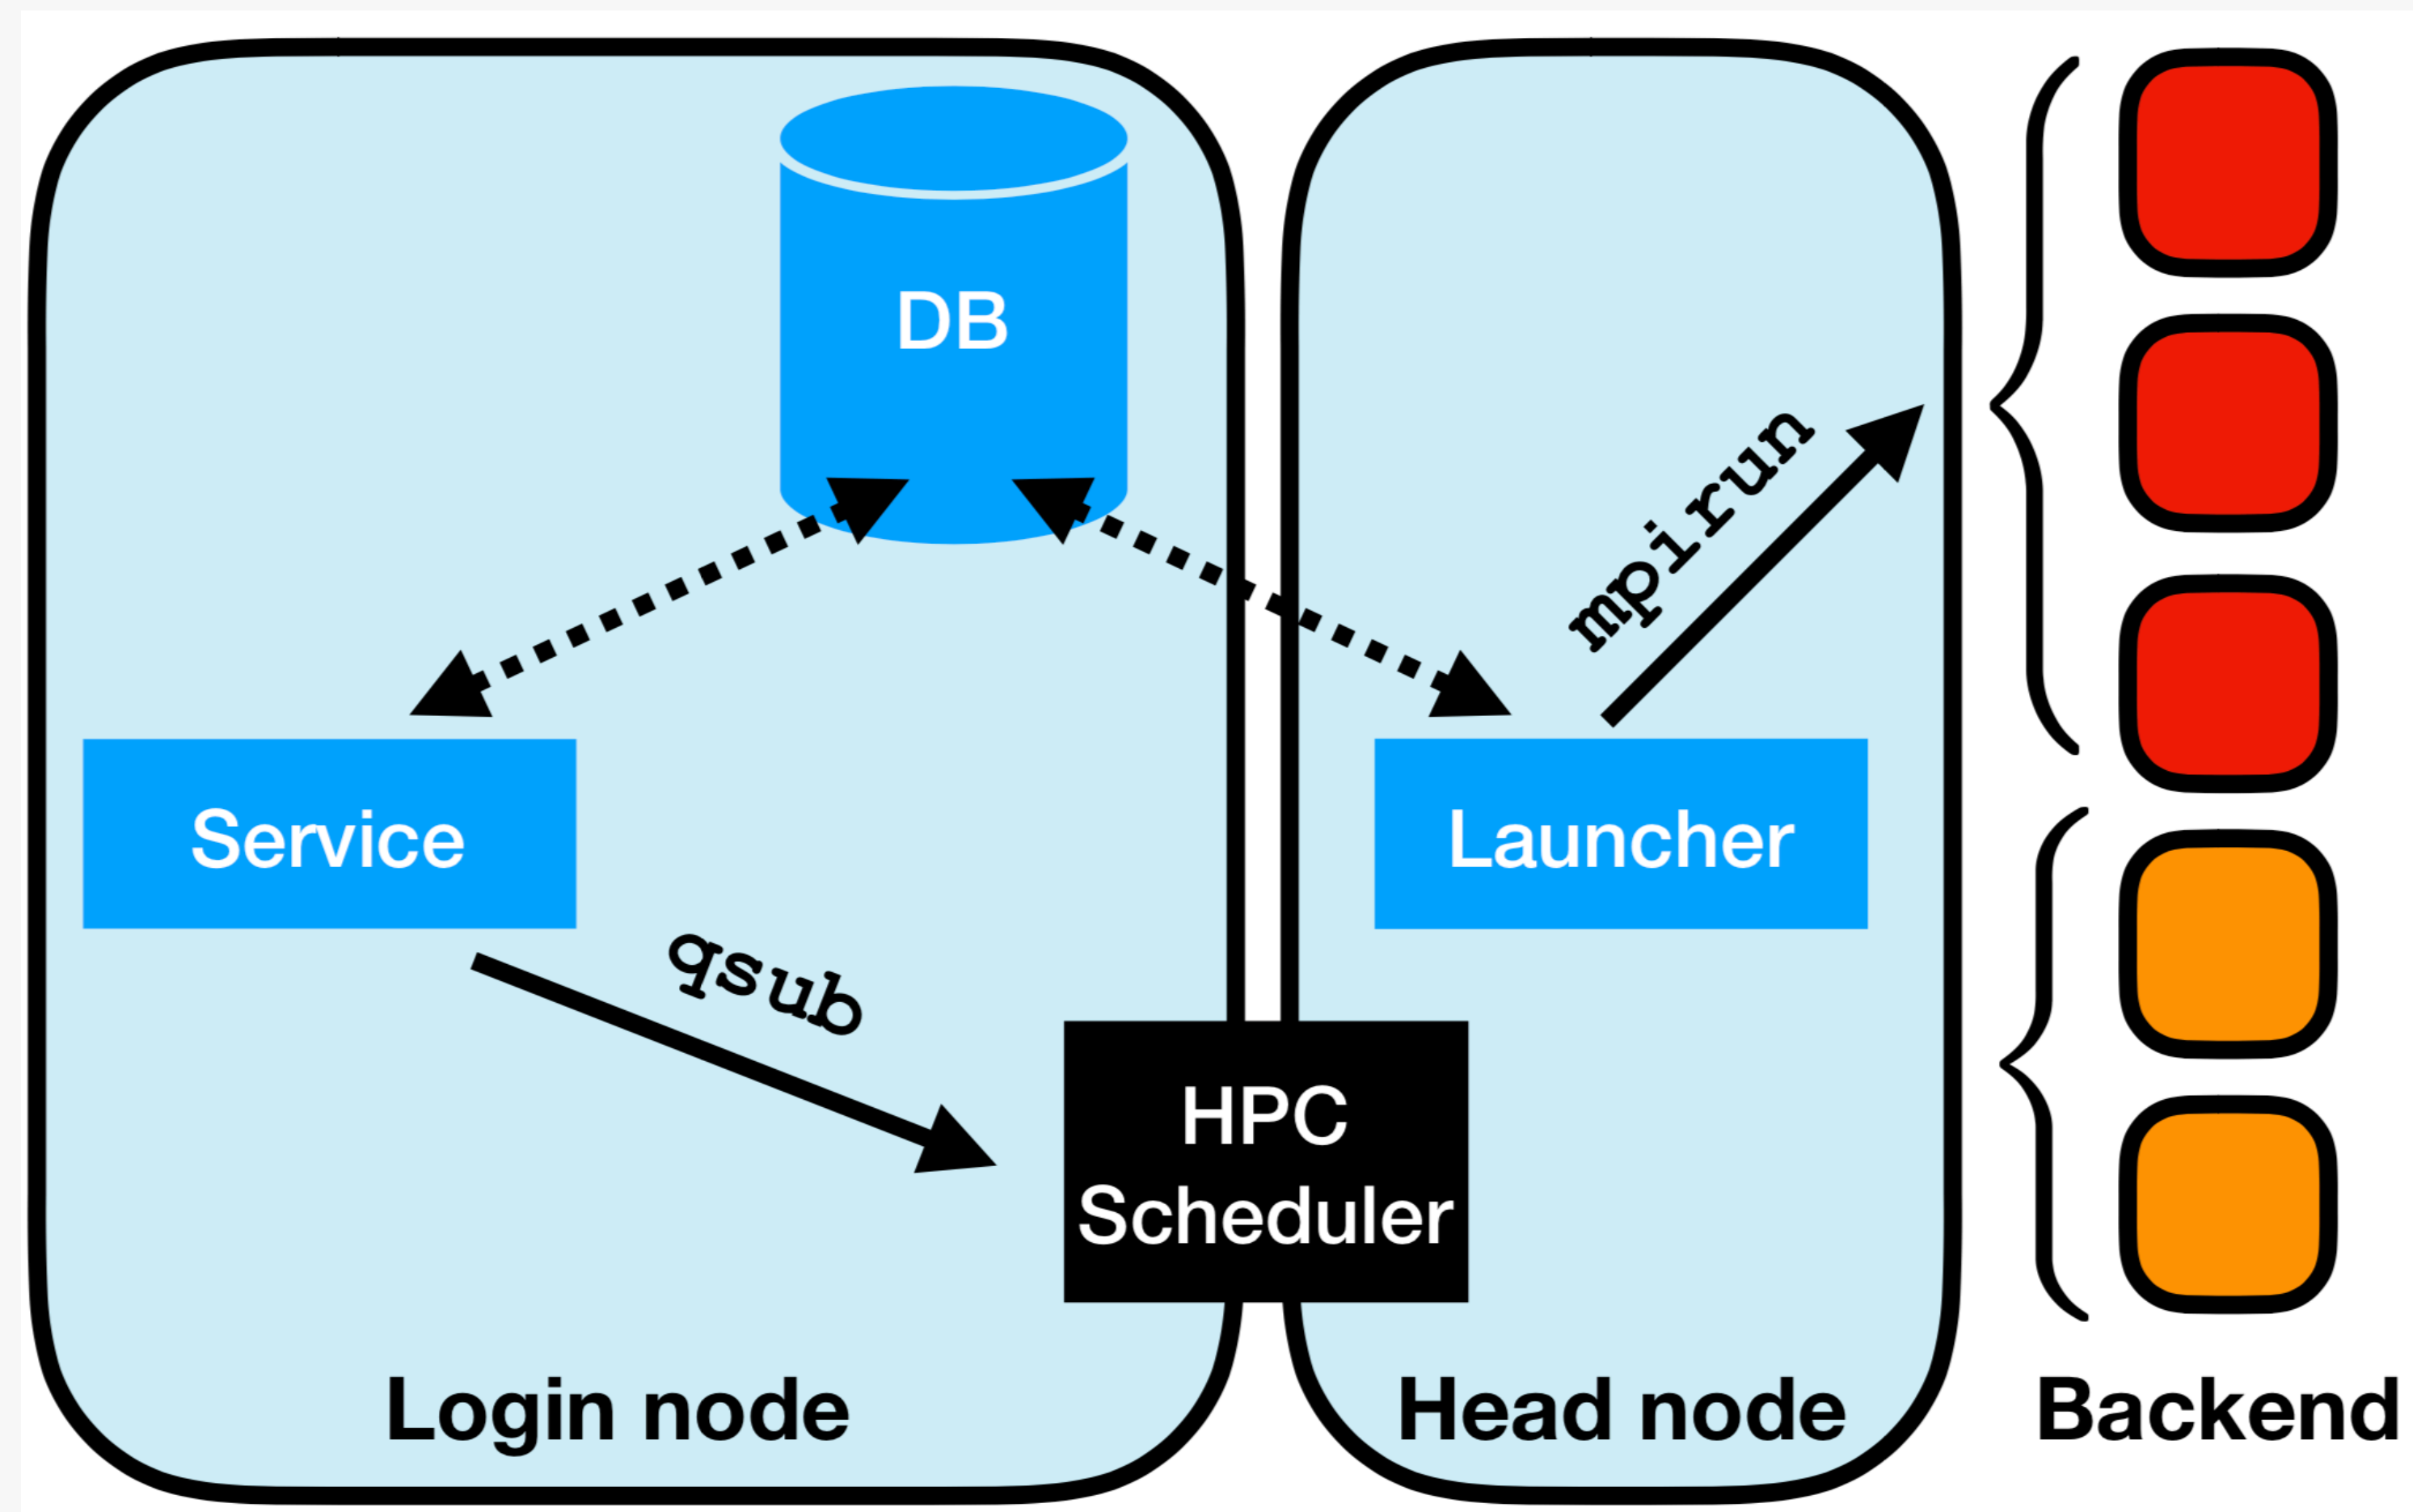 DB
mpirun
Service
Launcher
qsub
HPC
Scheduler
Login node
Head node
Backend